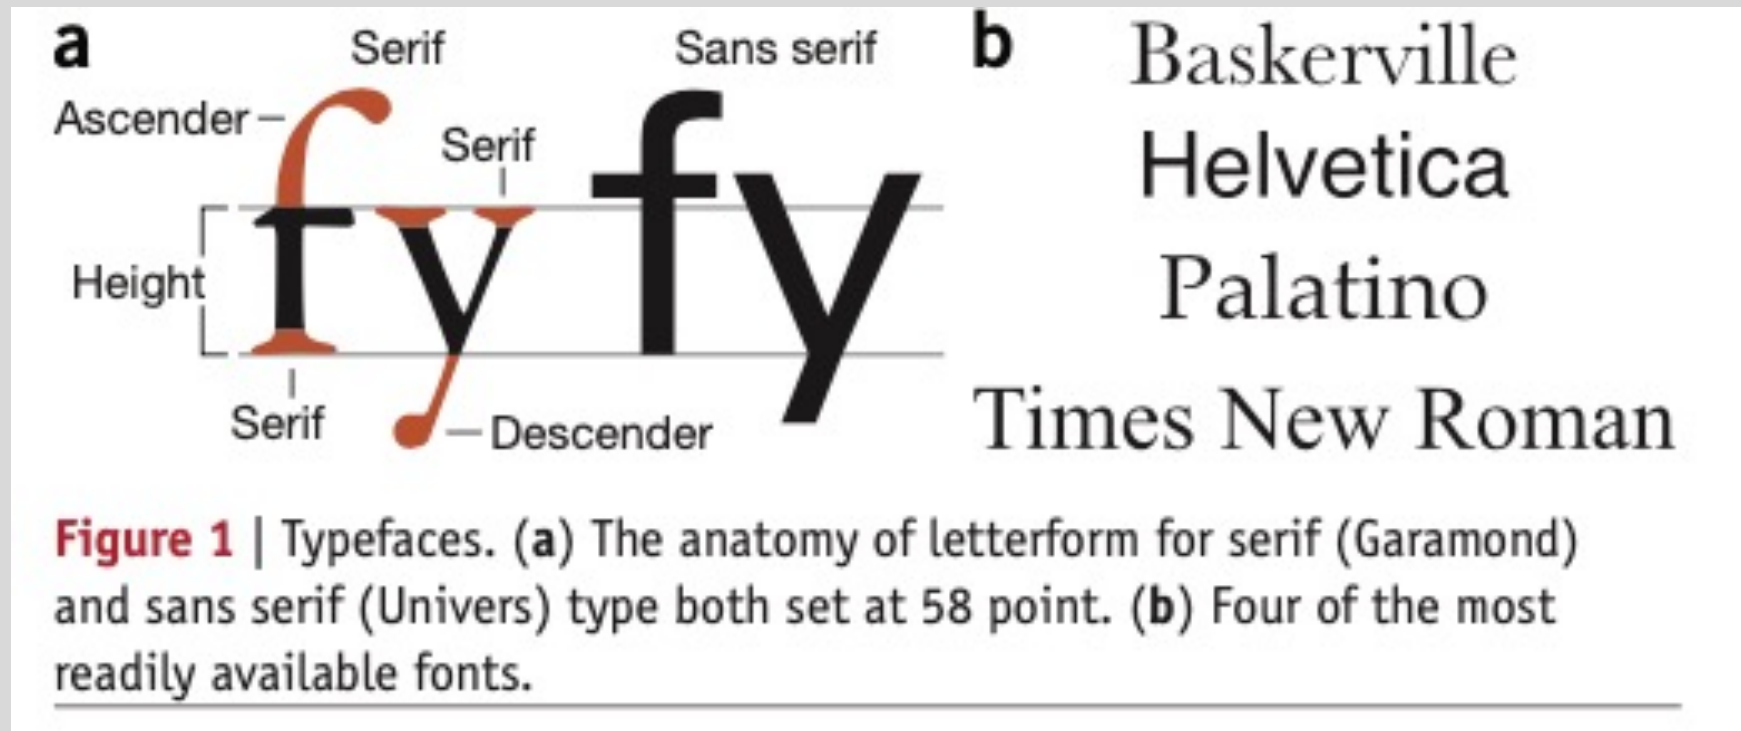 a
Serif
Sans serif
Ascender
Serif
fy
fy
Height
Serif
Descender
b
Baskerville
Helvetica
Palatino
Times New Roman
Figure 1 | Typefaces. (a) The anatomy of letterform for serif (Garamond)
and sans serif (Univers) type both set at 58 point. (b) Four of the most
readily available fonts.